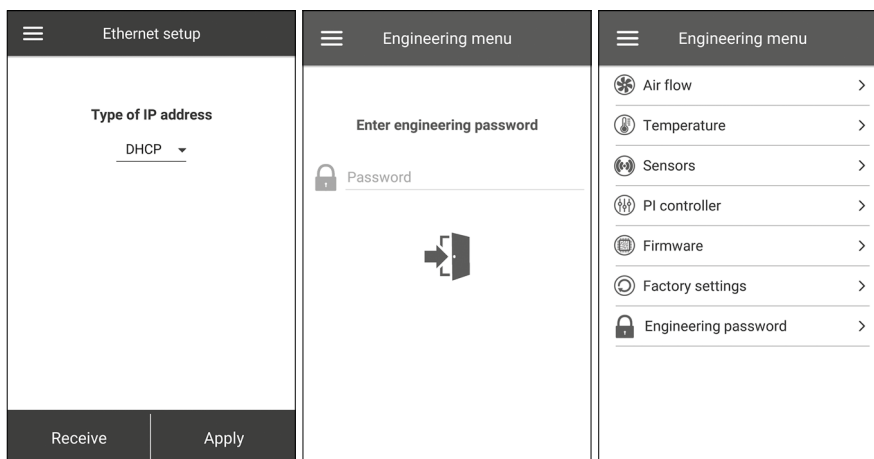 Ethernet setup
Type of IP address
DHCP
Receive
Apply
Engineering menu
Enter engineering password
Password
Engineering menu
Air flow
Temperature
Sensors
PI controller
Firmware
Factory settings
Engineering password